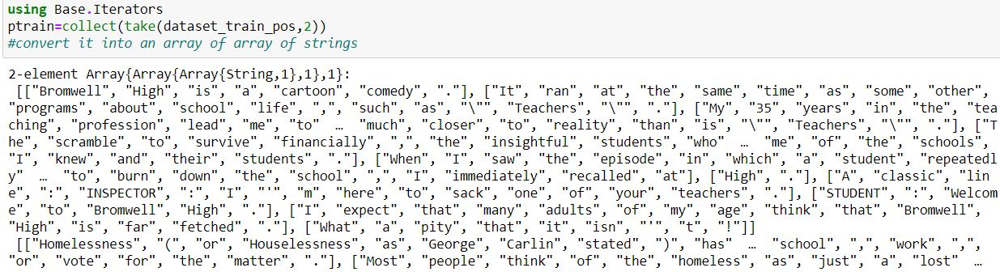 using Base.Iterators
ptrain=collect(take(dataset_train_pos,2))
#convert it into an array of array of strings
2-element Array{Array{Array{String,1},1},1}:
[["Bromwell", "High", "is", "a", "cartoon", "comedy", "."], ["It", "ran", "at", "the", "same", "time", "as", "some", "other",
"programs", "about", "school", "life", ",", "such", "as", "\"", "Teachers", "\"", "."], ["My", "35", "years", "in", "the", "tea
ching", "profession", "lead", "me", "to"  …  "much", "closer", "to", "reality", "than", "is", "\"", "Teachers", "\"", "."], ["T
he", "scramble", "to", "survive", "financially", ",", "the", "insightful", "students", "who"  …  "me", "of", "the", "schools",
"I", "knew", "and", "their", "students", "."], ["When", "I", "saw", "the", "episode", "in", "which", "a", "student", "repeatedl
y"  …  "to", "burn", "down", "the", "school", ",", "I", "immediately", "recalled", "at"], ["High", "."], ["A", "classic", "lin
e", ":", "INSPECTOR", ":", "I", "'", "m", "here", "to", "sack", "one", "of", "your", "teachers", "."], ["STUDENT", ":", "Welcom
e", "to", "Bromwell", "High", "."], ["I", "expect", "that", "many", "adults", "of", "my", "age", "think", "that", "Bromwell",
"High", "is", "far", "fetched", "."], ["What", "a", "pity", "that", "it", "isn", "'", "t", "!"]]
[["Homelessness", "(", "or", "Houselessness", "as", "George", "Carlin", "stated", ")", "has"  …  "school", ",", "work", ",",
"or", "vote", "for", "the", "matter", "."], ["Most", "people", "think", "of", "the", "homeless", "as", "just", "a", "lost"  …